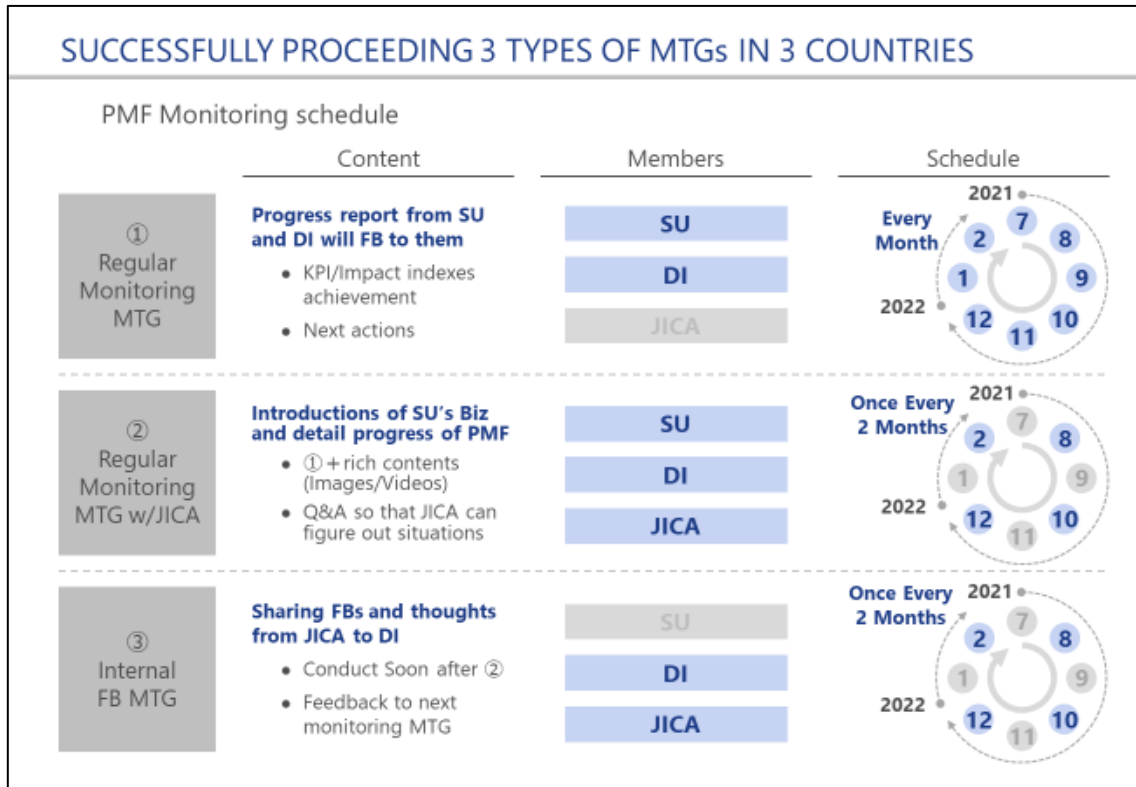 SUCCESSFULLY PROCEEDING 3 TYPES OF MTGs IN 3 COUNTRIES
PMF Monitoring schedule
Content
Members
Schedule
①
Regular
Monitoring
MTG
Progress report from SU
and DI will FB to them
• KPI/Impact indexes
achievement
• Next actions
SU
DI
JICA
Every
Month
2021
7
8
9
10
11
12
2022
1
2
②
Regular
Monitoring
MTG w/JICA
Introductions of SU's Biz
and detail progress of PMF
• ①+rich contents
(Images/Videos)
• Q&A so that JICA can
figure out situations
SU
DI
JICA
Once Every
2 Months
2021
7
8
9
10
11
12
2022
1
2
③
Internal
FB MTG
Sharing FBs and thoughts
from JICA to DI
• Conduct Soon after ②
• Feedback to next
monitoring MTG
SU
DI
JICA
Once Every
2 Months
2021
7
8
9
10
11
12
2022
1
2